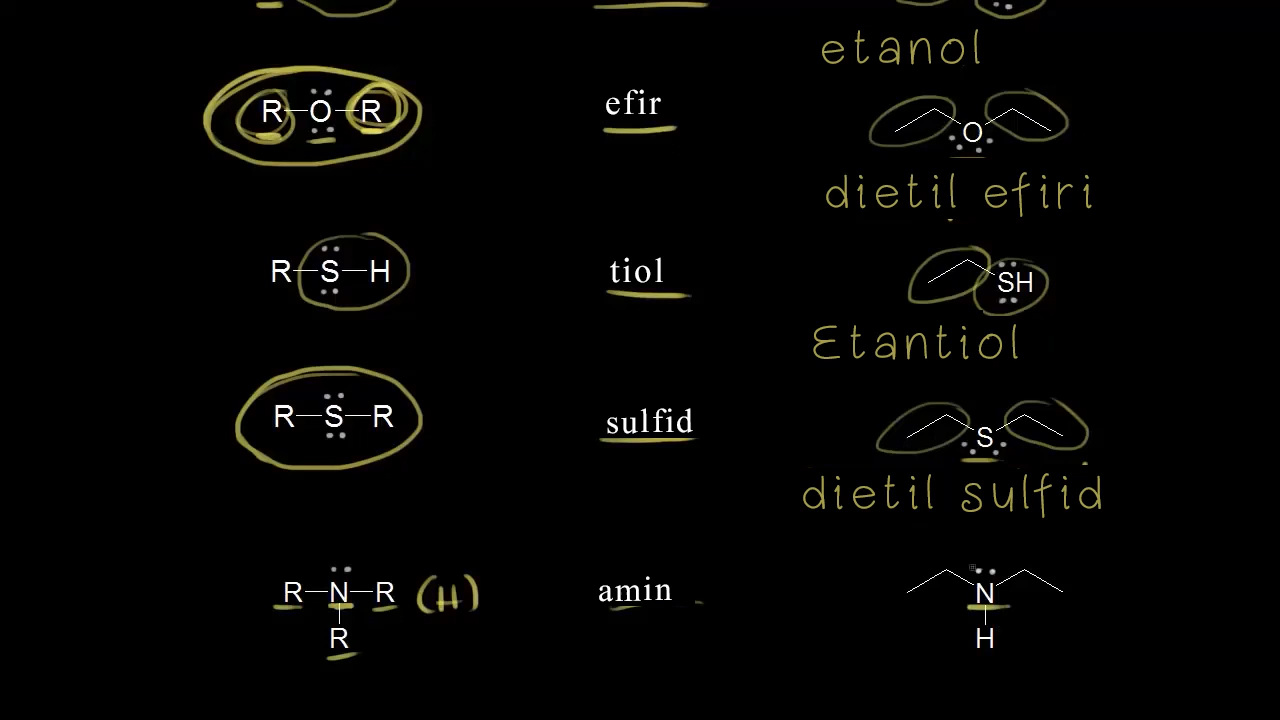 etanol
R—O—R efir
O
dietil efiri
R—S—H tiol
SH
Etantiol
R—S—R sulfid
S
dietil sulfid
R—N—R (H) amin
N
R
H